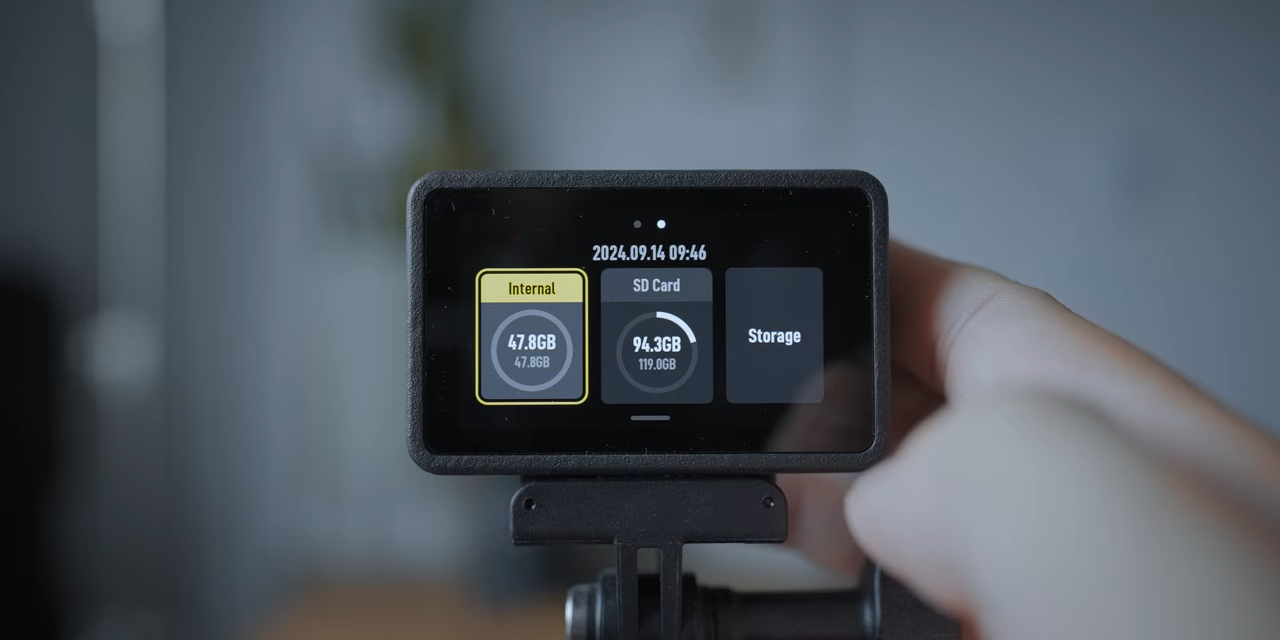 2024.09.14 09:46
Internal
47.8GB
47.8GB
SD Card
94.3GB
119.0GB
Storage